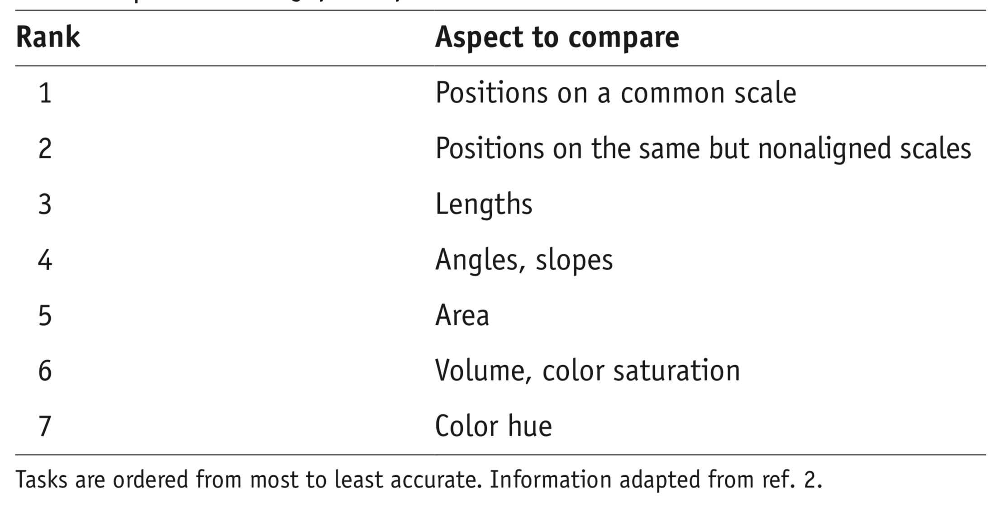 Rank Aspect to compare
1 Positions on a common scale
2 Positions on the same but nonaligned scales
3 Lengths
4 Angles, slopes
5 Area
6 Volume, color saturation
7 Color hue
Tasks are ordered from most to least accurate. Information adapted from ref. 2.